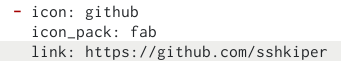 - icon: github
icon_pack: fab
link: https://github.com/sshkiper